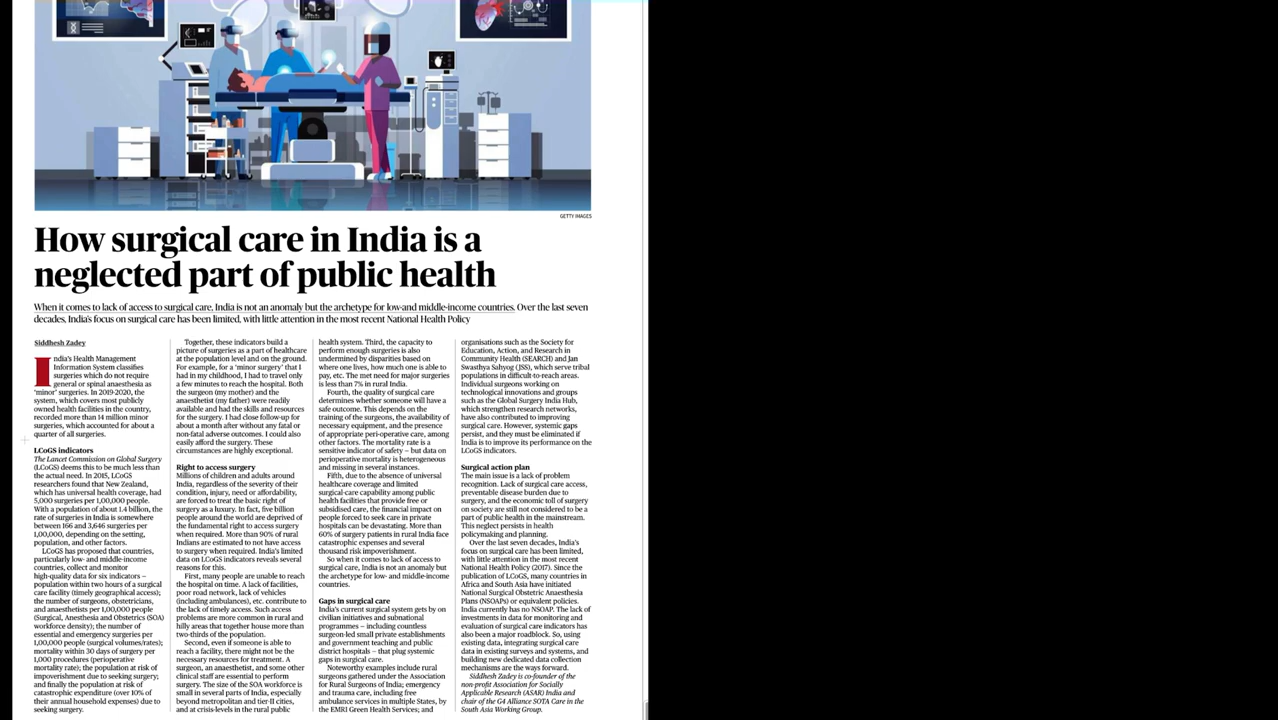 GETTY IMAGES
How surgical care in India is a
neglected part of public health
When it comes to lack of access to surgical care, India is not an anomaly but the archetype for low-and middle-income countries. Over the last seven
decades, India's focus on surgical care has been limited, with little attention in the most recent National Health Policy
Siddhesh Zadey
India's Health Management
Information System classifies
surgeries which do not require
general or spinal anaesthesia as
'minor' surgeries. In 2019-2020, the
system, which covers most publicly
owned health facilities in the country,
recorded more than 14 million minor
surgeries, which accounted for about a
quarter of all surgeries.
LCoGS indicators
The Lancet Commission on Global Surgery
(LCoGS) deems this to be much less than
the actual need. In 2015, LCoGS
researchers found that New Zealand,
which has universal health coverage, had
5,000 surgeries per 1,00,000 people.
With a population of about 1.4 billion, the
rate of surgeries in India is somewhere
between 166 and 3,646 surgeries per
1,00,000, depending on the setting,
population, and other factors.
LCoGS has proposed that countries,
particularly low- and middle-income
countries, collect and monitor
high-quality data for six indicators –
population within two hours of a surgical
care facility (timely geographical access);
the number of surgeons, obstetricians,
and anaesthetists per 1,00,000 people
(Surgical, Anesthesia and Obstetrics (SOA)
workforce density); the number of
essential and emergency surgeries per
1,00,000 people (surgical volumes/rates);
mortality within 30 days of surgery per
1,000 procedures (perioperative
mortality rate); the population at risk of
impoverishment due to seeking surgery;
and finally the population at risk of
catastrophic expenditure (over 10% of
their annual household expenses) due to
seeking surgery.
Together, these indicators build a
picture of surgeries as a part of healthcare
at the population level and on the ground.
For example, for a 'minor surgery' that I
had in my childhood, I had to travel only
a few minutes to reach the hospital. Both
the surgeon (my mother) and the
anaesthetist (my father) were readily
available and had the skills and resources
for the surgery. I had close follow-up for
about a month after without any fatal or
non-fatal adverse outcomes. I could also
easily afford the surgery. These
circumstances are highly exceptional.
Right to access surgery
Millions of children and adults around
India, regardless of the severity of their
condition, injury, need or affordability,
are forced to treat the basic right of
surgery as a luxury. In fact, five billion
people around the world are deprived of
the fundamental right to access surgery
when required. More than 90% of rural
Indians are estimated to not have access
to surgery when required. India's limited
data on LCoGS indicators reveals several
reasons for this.
First, many people are unable to reach
the hospital on time. A lack of facilities,
poor road network, lack of vehicles
(including ambulances), etc. contribute to
the lack of timely access. Such access
problems are more common in rural and
hilly areas that together house more than
two-thirds of the population.
Second, even if someone is able to
reach a facility, there might not be the
necessary resources for treatment. A
surgeon, an anaesthetist, and some other
clinical staff are essential to perform
surgery. The size of the SOA workforce is
small in several parts of India, especially
beyond metropolitan and tier-II cities,
and at crisis-levels in the rural public
health system. Third, the capacity to
perform enough surgeries is also
undermined by disparities based on
where one lives, how much one is able to
pay, etc. The met need for major surgeries
is less than 7% in rural India.
Fourth, the quality of surgical care
determines whether someone will have a
safe outcome. This depends on the
training of the surgeons, the availability of
necessary equipment, and the presence
of appropriate peri-operative care, among
other factors. The mortality rate is a
sensitive indicator of safety – but data on
perioperative mortality is heterogeneous
and missing in several instances.
Fifth, due to the absence of universal
healthcare coverage and limited
surgical-care capability among public
health facilities that provide free or
subsidised care, the financial impact on
people forced to seek care in private
hospitals can be devastating. More than
60% of surgery patients in rural India face
catastrophic expenses and several
thousand risk impoverishment.
So when it comes to lack of access to
surgical care, India is not an anomaly but
the archetype for low- and middle-income
countries.
Gaps in surgical care
India's current surgical system gets by on
civilian initiatives and subnational
programmes – including countless
surgeon-led small private establishments
and government teaching and public
district hospitals – that plug systemic
gaps in surgical care.
Noteworthy examples include rural
surgeons gathered under the Association
for Rural Surgeons of India; emergency
and trauma care, including free
ambulance services in multiple States, by
the EMRI Green Health Services; and
organisations such as the Society for
Education, Action, and Research in
Community Health (SEARCH) and Jan
Swasthya Sahyog (JSS), which serve tribal
populations in difficult-to-reach areas.
Individual surgeons working on
technological innovations and groups
such as the Global Surgery India Hub,
which strengthen research networks,
have also contributed to improving
surgical care. However, systemic gaps
persist, and they must be eliminated if
India is to improve its performance on the
LCoGS indicators.
Surgical action plan
The main issue is a lack of problem
recognition. Lack of surgical care access,
preventable disease burden due to
surgery, and the economic toll of surgery
on society are still not considered to be a
part of public health in the mainstream.
This neglect persists in health
policymaking and planning.
Over the last seven decades, India's
focus on surgical care has been limited,
with little attention in the most recent
National Health Policy (2017). Since the
publication of LCoGS, many countries in
Africa and South Asia have initiated
National Surgical Obstetric Anaesthesia
Plans (NSOAPs) or equivalent policies.
India currently has no NSOAP. The lack of
investments in data for monitoring and
evaluation of surgical care indicators has
also been a major roadblock. So, using
existing data, integrating surgical care
data in existing surveys and systems, and
building new dedicated data collection
mechanisms are the ways forward.
Siddhesh Zadey is co-founder of the
non-profit Association for Socially
Applicable Research (ASAR) India and
chair of the G4 Alliance SOTA Care in the
South Asia Working Group.